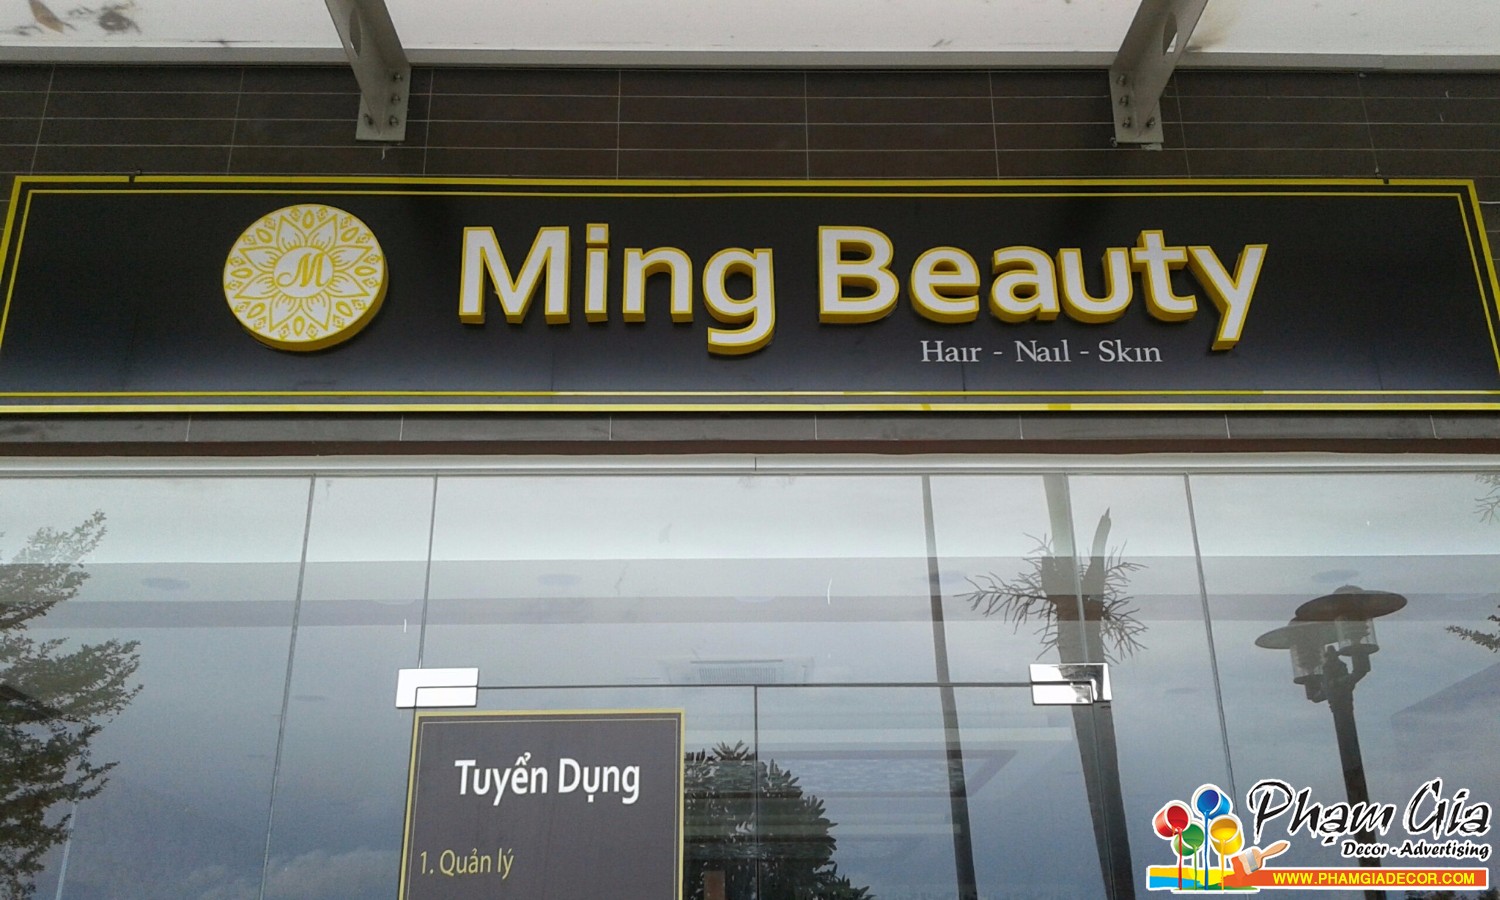 M
Ming Beauty
Hair - Nail - Skin
Tuyển Dụng
1. Quản lý
Phạm Gia
Decor - Advertising
WWW.PHAMGIADECOR.COM